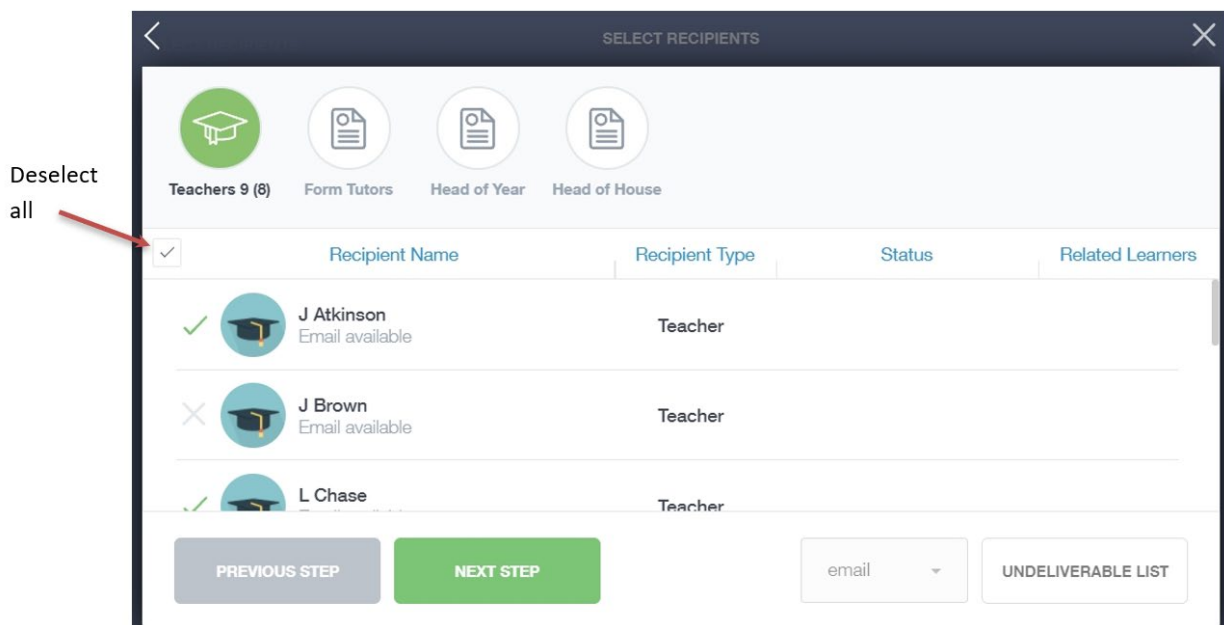 SELECT RECIPIENTS
Teachers 9 (8)
Form Tutors
Head of Year
Head of House
Deselect
all
Recipient Name
Recipient Type
Status
Related Learners
J Atkinson
Email available
Teacher
J Brown
Email available
Teacher
L Chase
Teacher
PREVIOUS STEP
NEXT STEP
email
UNDELIVERABLE LIST